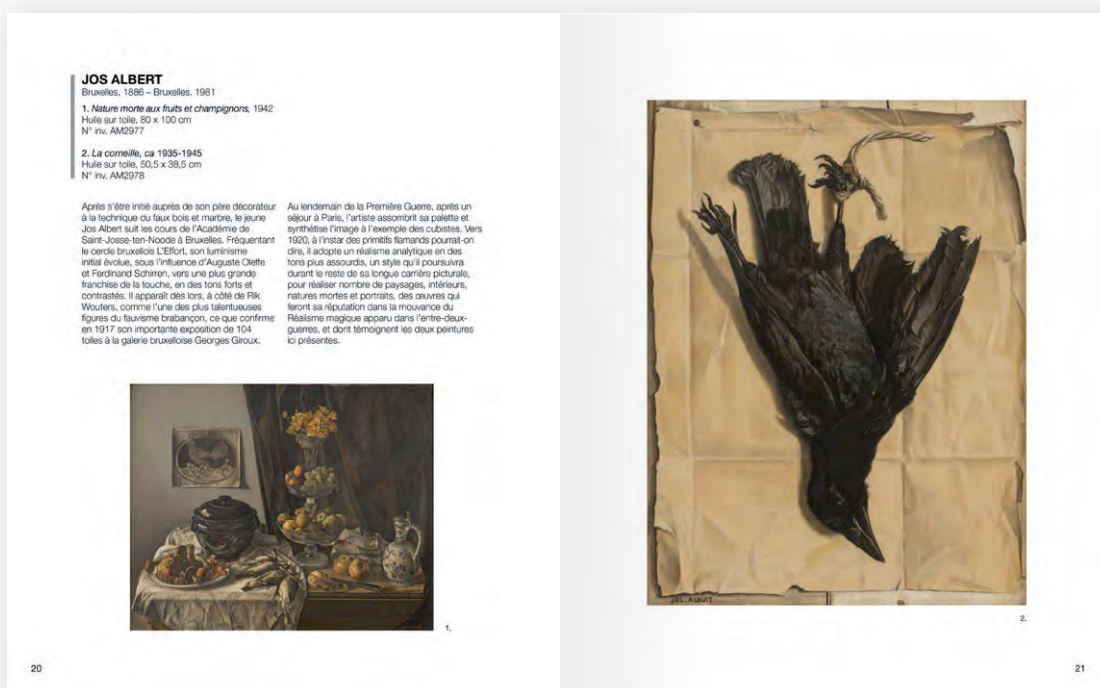 JOS ALBERT
Bruxelles, 1886 – Bruxelles, 1981
1. Nature morte aux fruits et champignons, 1942
Huile sur toile, 80 x 100 cm
N° inv. AM2977
2. La corneille, ca 1935-1945
Huile sur toile, 50,5 x 38,5 cm
N° inv. AM2978
Après s'être initié auprès de son père décorateur
à la technique du faux bois et marbre, le jeune
Jos Albert suit les cours de l'Académie de
Saint-Josse-ten-Noode à Bruxelles. Fréquentant
le cercle bruxellois L'Effort, son luminisme
initial évolue, sous l'influence d'Auguste Oleffe
et Ferdinand Schirren, vers une plus grande
franchise de la touche, en des tons forts et
contrastés. Il apparaît dès lors, à côté de Rik
Wouters, comme l'une des plus talentueuses
figures du fauvisme brabançon, ce que confirme
en 1917 son importante exposition de 104
toiles à la galerie bruxelloise Georges Giroux.
Au lendemain de la Première Guerre, après un
séjour à Paris, l'artiste assombrit sa palette et
synthétise l'image à l'exemple des cubistes. Vers
1920, à l'instar des primitifs flamands pourrait-on
dire, il adopte un réalisme analytique en des
tons plus assourdis, un style qu'il poursuivra
durant le reste de sa longue carrière picturale,
pour réaliser nombre de paysages, intérieurs,
natures mortes et portraits, des œuvres qui
feront sa réputation dans la mouvance du
Réalisme magique apparu dans l'entre-deux-
guerres, et dont témoignent les deux peintures
ici présentes.
1.
20
JOS. ALBERT
2.
21